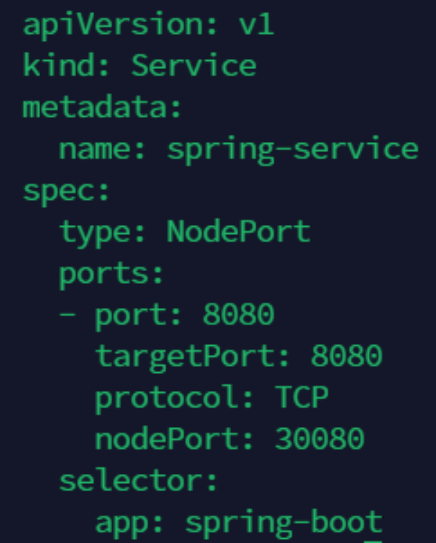 apiVersion: v1
kind: Service
metadata:
  name: spring-service
spec:
  type: NodePort
  ports:
  - port: 8080
    targetPort: 8080
    protocol: TCP
    nodePort: 30080
  selector:
    app: spring-boot